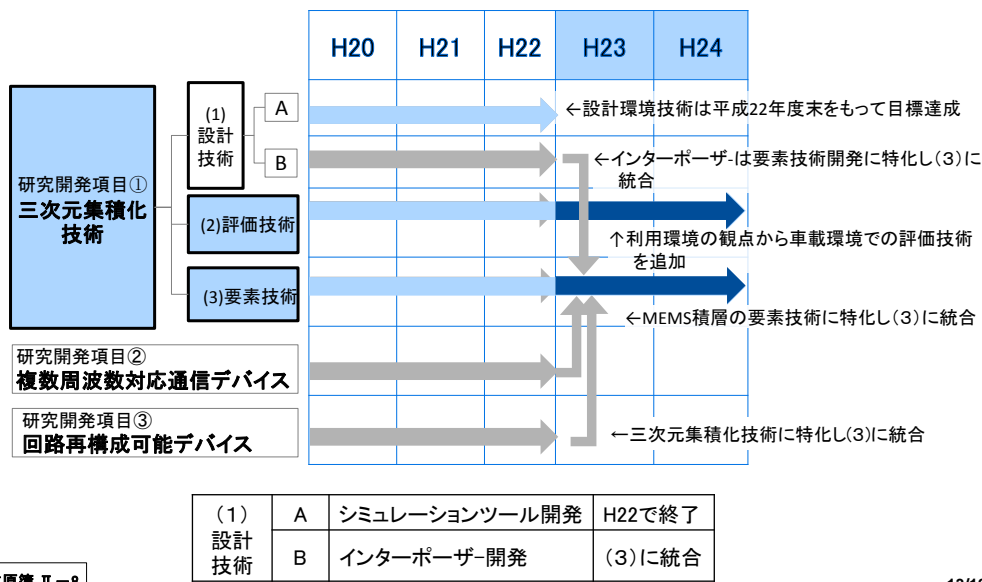 H20 H21 H22 H23 H24
研究開発項目①
三次元集積化
技術
(1)
設計
技術
A
B
(2)評価技術
(3)要素技術
←設計環境技術は平成22年度末をもって目標達成
←インターポーザ-は要素技術開発に特化し(3)に
統合
↑利用環境の観点から車載環境での評価技術
を追加
←MEMS積層の要素技術に特化し(3)に統合
研究開発項目②
複数周波数対応通信デバイス
研究開発項目③
回路再構成可能デバイス
←三次元集積化技術に特化し(3)に統合
(1)
設計
技術
A シミュレーションツール開発 H22で終了
B インターポーザ-開発 (3)に統合